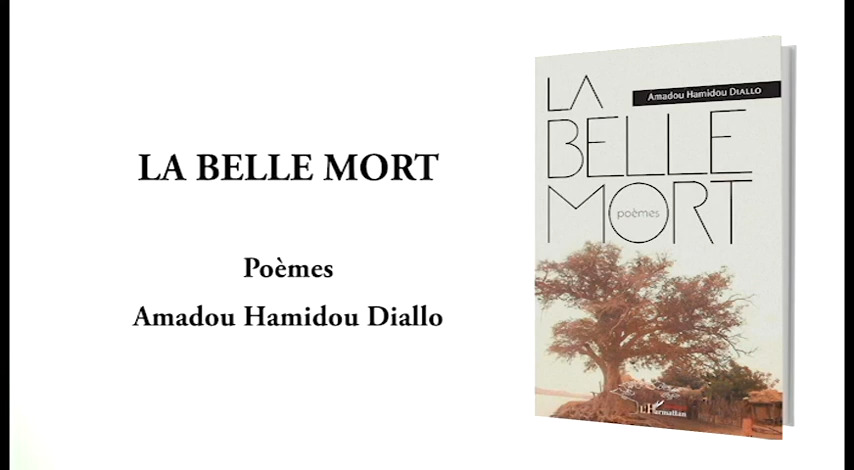 LA BELLE MORT
Poèmes
Amadou Hamidou Diallo
Amadou Hamidou DIALLO
LA
BELLE
MORT
poèmes
L'Harmattan